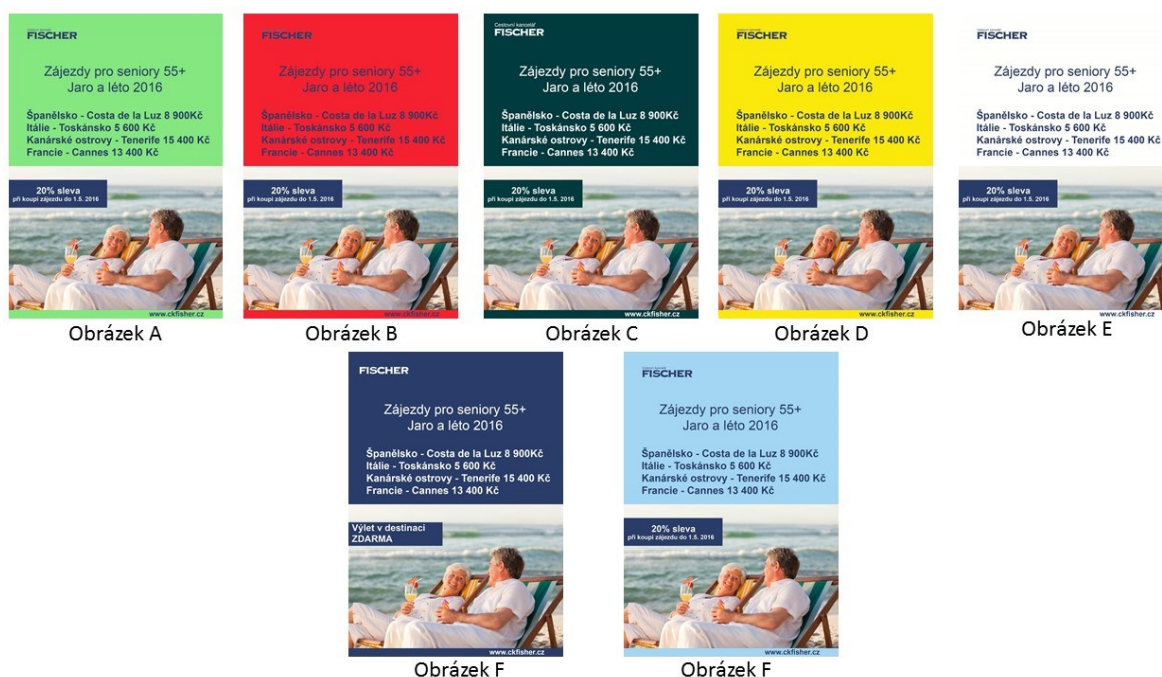 FISCHER
Zájezdy pro seniory 55+
Jaro a léto 2016
Španělsko - Costa de la Luz 8 900Kč
Itálie - Toskánsko 5 600 Kč
Kanárské ostrovy - Tenerife 15 400 Kč
Francie - Cannes 13 400 Kč
20% sleva
při koupi zájezdu do 1.5. 2016
www.ckfisher.cz
Obrázek A
FISCHER
Zájezdy pro seniory 55+
Jaro a léto 2016
Španělsko - Costa de la Luz 8 900Kč
Itálie - Toskánsko 5 600 Kč
Kanárské ostrovy - Tenerife 15 400 Kč
Francie - Cannes 13 400 Kč
20% sleva
při koupi zájezdu do 1.5. 2016
www.ckfisher.cz
Obrázek B
Cestovní kancelář
FISCHER
Zájezdy pro seniory 55+
Jaro a léto 2016
Španělsko - Costa de la Luz 8 900Kč
Itálie - Toskánsko 5 600 Kč
Kanárské ostrovy - Tenerife 15 400 Kč
Francie - Cannes 13 400 Kč
20% sleva
při koupi zájezdu do 1.5. 2016
www.ckfisher.cz
Obrázek C
FISCHER
Zájezdy pro seniory 55+
Jaro a léto 2016
Španělsko - Costa de la Luz 8 900Kč
Itálie - Toskánsko 5 600 Kč
Kanárské ostrovy - Tenerife 15 400 Kč
Francie - Cannes 13 400 Kč
20% sleva
při koupi zájezdu do 1.5. 2016
www.ckfisher.cz
Obrázek D
FISCHER
Zájezdy pro seniory 55+
Jaro a léto 2016
Španělsko - Costa de la Luz 8 900Kč
Itálie - Toskánsko 5 600 Kč
Kanárské ostrovy - Tenerife 15 400 Kč
Francie - Cannes 13 400 Kč
20% sleva
při koupi zájezdu do 1.5. 2016
www.ckfisher.cz
Obrázek E
FISCHER
Zájezdy pro seniory 55+
Jaro a léto 2016
Španělsko - Costa de la Luz 8 900Kč
Itálie - Toskánsko 5 600 Kč
Kanárské ostrovy - Tenerife 15 400 Kč
Francie - Cannes 13 400 Kč
Výlet v destinaci
ZDARMA
www.ckfisher.cz
Obrázek F
FISCHER
Zájezdy pro seniory 55+
Jaro a léto 2016
Španělsko - Costa de la Luz 8 900Kč
Itálie - Toskánsko 5 600 Kč
Kanárské ostrovy - Tenerife 15 400 Kč
Francie - Cannes 13 400 Kč
20% sleva
při koupi zájezdu do 1.5. 2016
www.ckfisher.cz
Obrázek F